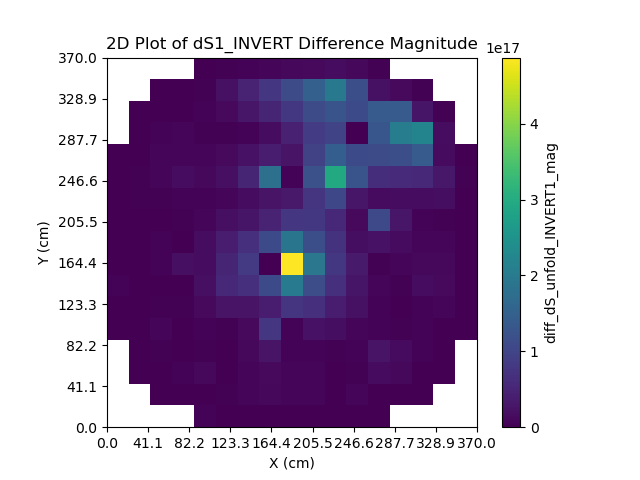 2D Plot of dS1_INVERT Difference Magnitude
1e17
370.0
328.9
287.7
246.6
205.5
164.4
123.3
82.2
41.1
0.0
Y (cm)
0.0 41.1 82.2 123.3 164.4 205.5 246.6 287.7 328.9 370.0
X (cm)
4
3
2
1
0
diff_dS_unfold_INVERT1_mag